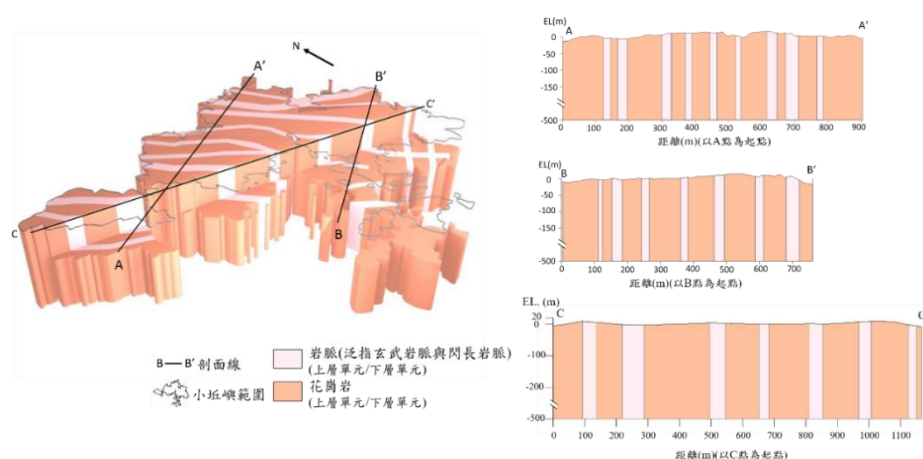 N
A'
B'
C'
C
A
B
B — B' 剖面線
小坵嶼範圍
岩脈(泛指玄武岩脈與閃長岩脈)
(上層單元/下層單元)
花崗岩
(上層單元/下層單元)
EL(m)
A
A'
0
-50
-100
-150
-500
0 100 200 300 400 500 600 700 800 900
距離(m)(以A點為起點)
EL(m)
B
B'
0
-50
-100
-150
-500
0 100 200 300 400 500 600 700
距離(m)(以B點為起點)
EL. (m)
C
20
0
-100
-200
-500
0 100 200 300 400 500 600 700 800 900 1000 1100
距離(m)(以C點為起點)